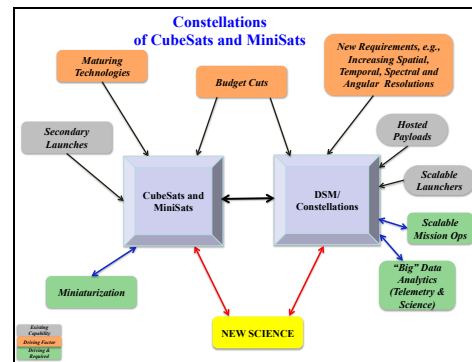 Constellations
of CubeSats and MiniSats
Maturing
Technologies
Budget Cuts
New Requirements, e.g.,
Increasing Spatial,
Temporal, Spectral and
Angular Resolutions
Secondary
Launches
Hosted
Payloads
CubeSats and
MiniSats
DSM/
Constellations
Scalable
Launchers
Scalable
Mission Ops
Miniaturization
"Big" Data
Analytics
(Telemetry &
Science)
NEW SCIENCE
Existing
Capability
Driving Factor
Driving &
Required